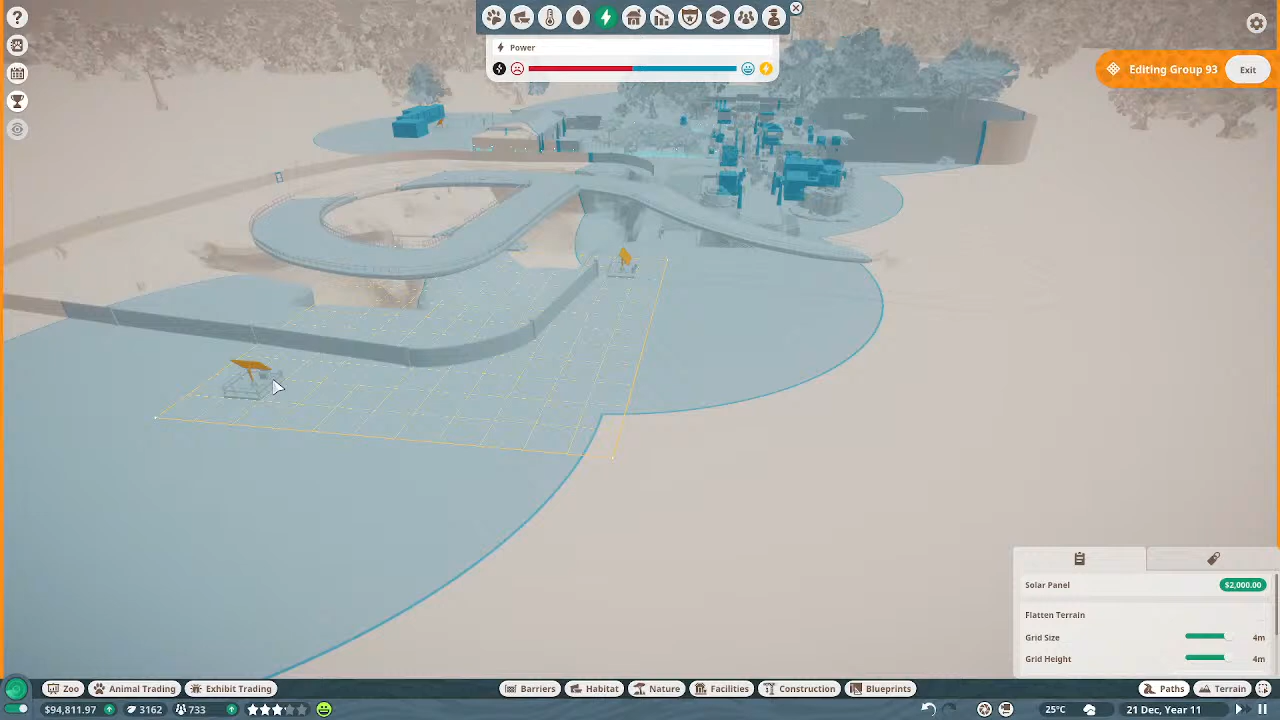 Power
Editing Group 93
Exit
Solar Panel $2,000.00
Flatten Terrain
Grid Size 4m
Grid Height 4m
Zoo Animal Trading Exhibit Trading Barriers Habitat Nature Facilities Construction Blueprints Paths Terrain
$94,811.97 3162 733 25°C 21 Dec, Year 11